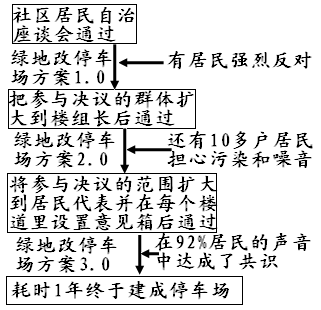 社区居民自治
座谈会通过
绿地改停车
场方案1.0
有居民强烈反对
把参与决议的群体扩
大到楼组长后通过
绿地改停车
场方案2.0
还有10多户居民
担心污染和噪音
将参与决议的范围扩大
到居民代表并在每个楼
道里设置意见箱后通过
绿地改停车
场方案3.0
在92%居民的声音
中达成了共识
耗时1年终于建成停车场